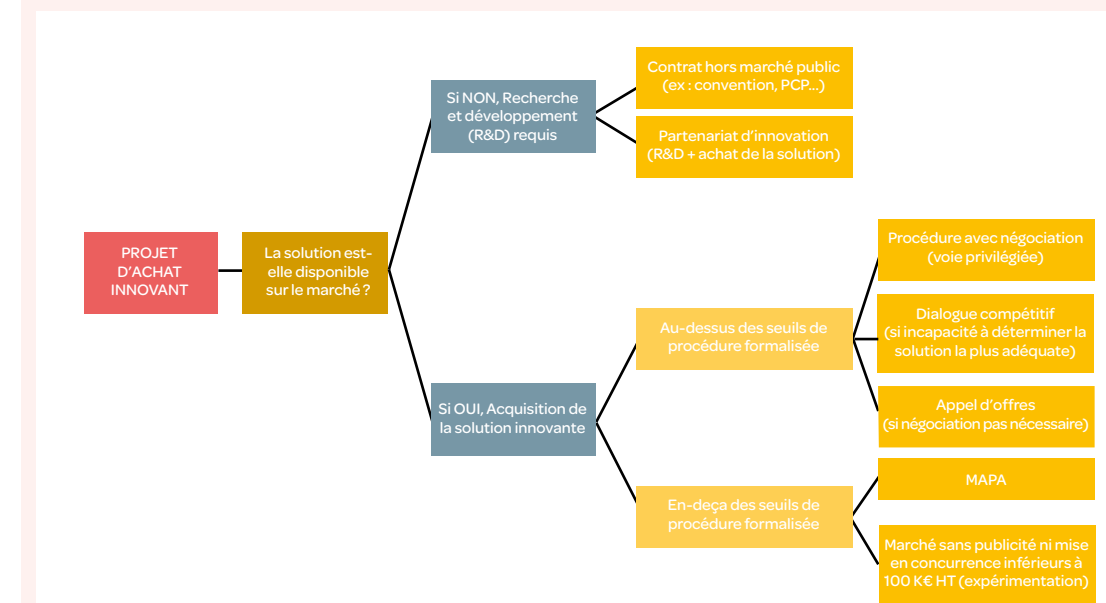 PROJET
D'ACHAT
INNOVANT
La solution est-
elle disponible
sur le marché ?
Si NON, Recherche
et développement
(R&D) requis
Contrat hors marché public
(ex : convention, PCP...)
Partenariat d'innovation
(R&D + achat de la solution)
Si OUI, Acquisition de
la solution innovante
Au-dessus des seuils de
procédure formalisée
Procédure avec négociation
(voie privilégiée)
Dialogue compétitif
(si incapacité à déterminer la
solution la plus adéquate)
Appel d'offres
(si négociation pas nécessaire)
En-deça des seuils de
procédure formalisée
MAPA
Marché sans publicité ni mise
en concurrence inférieurs à
100 K€ HT (expérimentation)